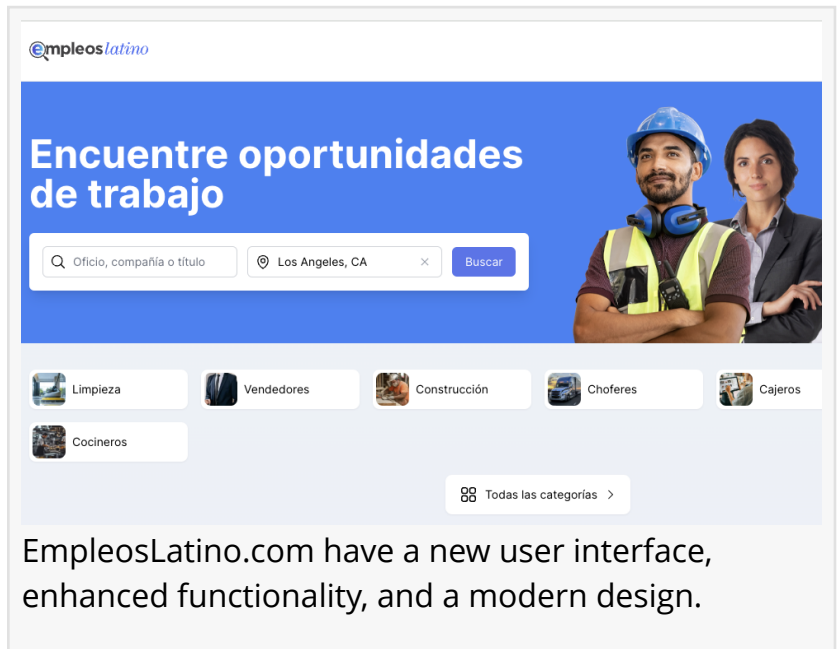 empleoslatino
Encuentre oportunidades
de trabajo
Oficio, compañía o título
Los Angeles, CA
Buscar
Limpieza
Vendedores
Construcción
Choferes
Cajeros
Cocineros
Todas las categorías
EmpleosLatino.com have a new user interface,
enhanced functionality, and a modern design.